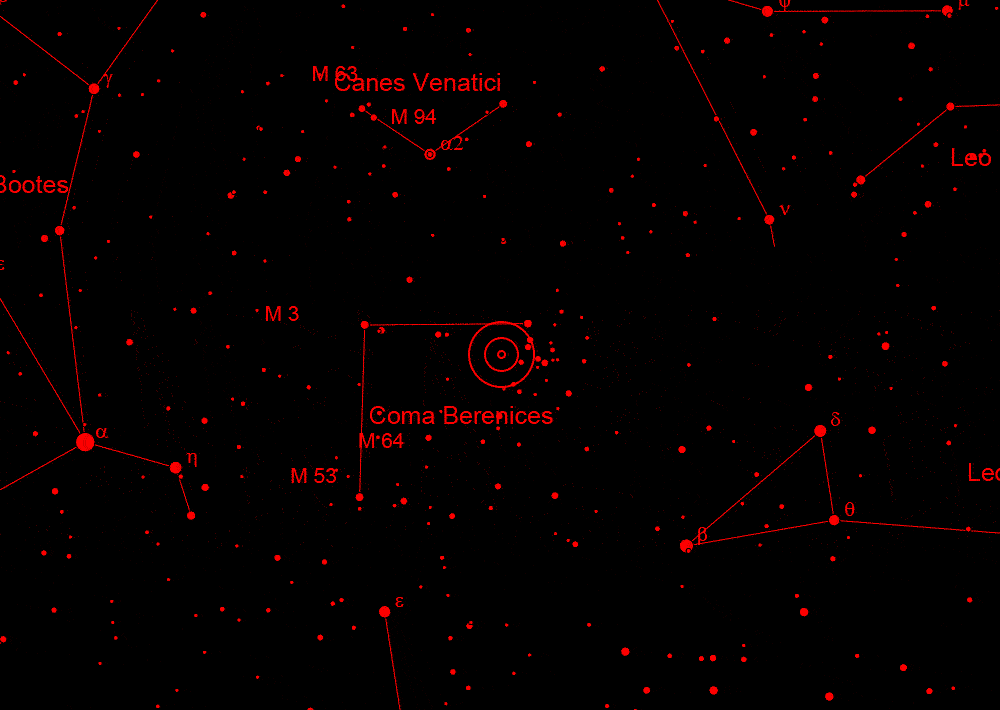 ψ
μ
M 63
γ
Canes Venatici
M 94
α2
Leo
Bootes
ν
ε
M 3
Coma Berenices
δ
α
M 64
η
M 53
Leo
θ
β
ε